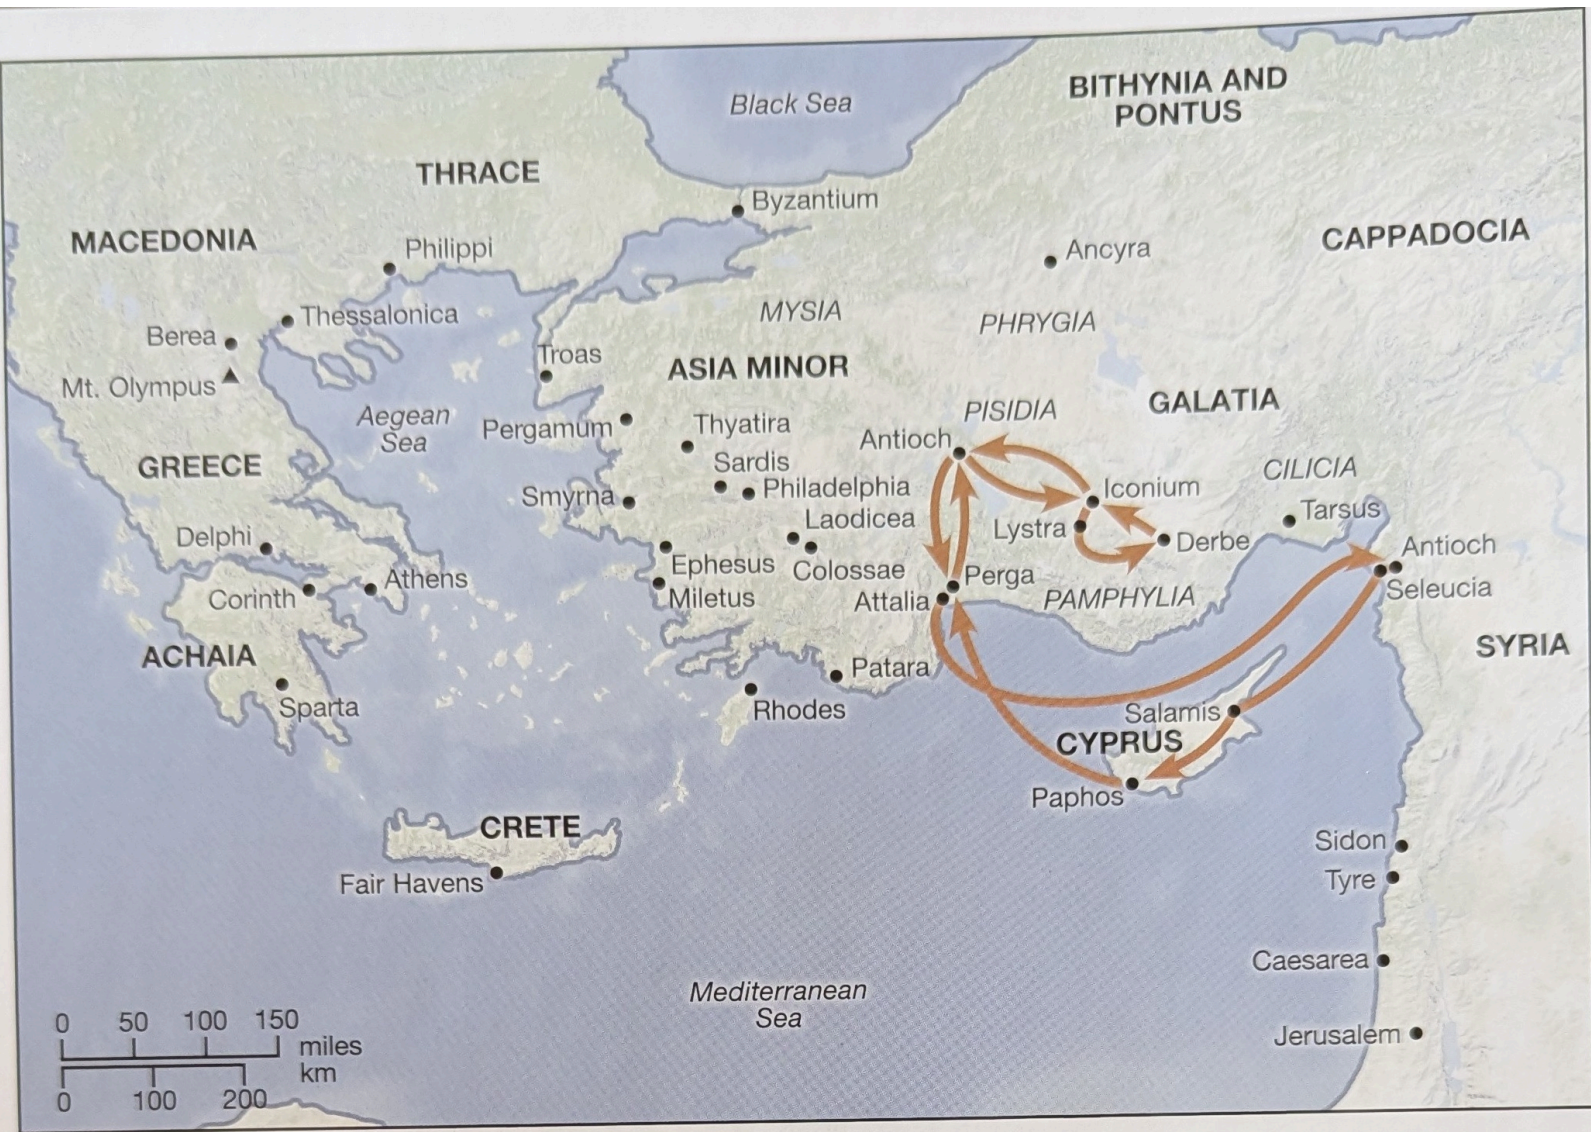 Black Sea
BITHYNIA AND
PONTUS
THRACE
Byzantium
MACEDONIA
Philippi
Ancyra
CAPPADOCIA
Thessalonica
Berea
MYSIA
PHRYGIA
Mt. Olympus
Troas
ASIA MINOR
Aegean
Sea
Pergamum
Thyatira
PISIDIA
GALATIA
Antioch
GREECE
Sardis
CILICIA
Smyrna
Philadelphia
Iconium
Laodicea
Lystra
Tarsus
Delphi
Derbe
Antioch
Ephesus
Colossae
Perga
Athens
Corinth
Miletus
Attalia
PAMPHYLIA
Seleucia
ACHAIA
SYRIA
Patara
Sparta
Rhodes
Salamis
CYPRUS
Paphos
CRETE
Sidon
Fair Havens
Tyre
Caesarea
Mediterranean
Sea
Jerusalem
0 50 100 150
miles
km
0 100 200